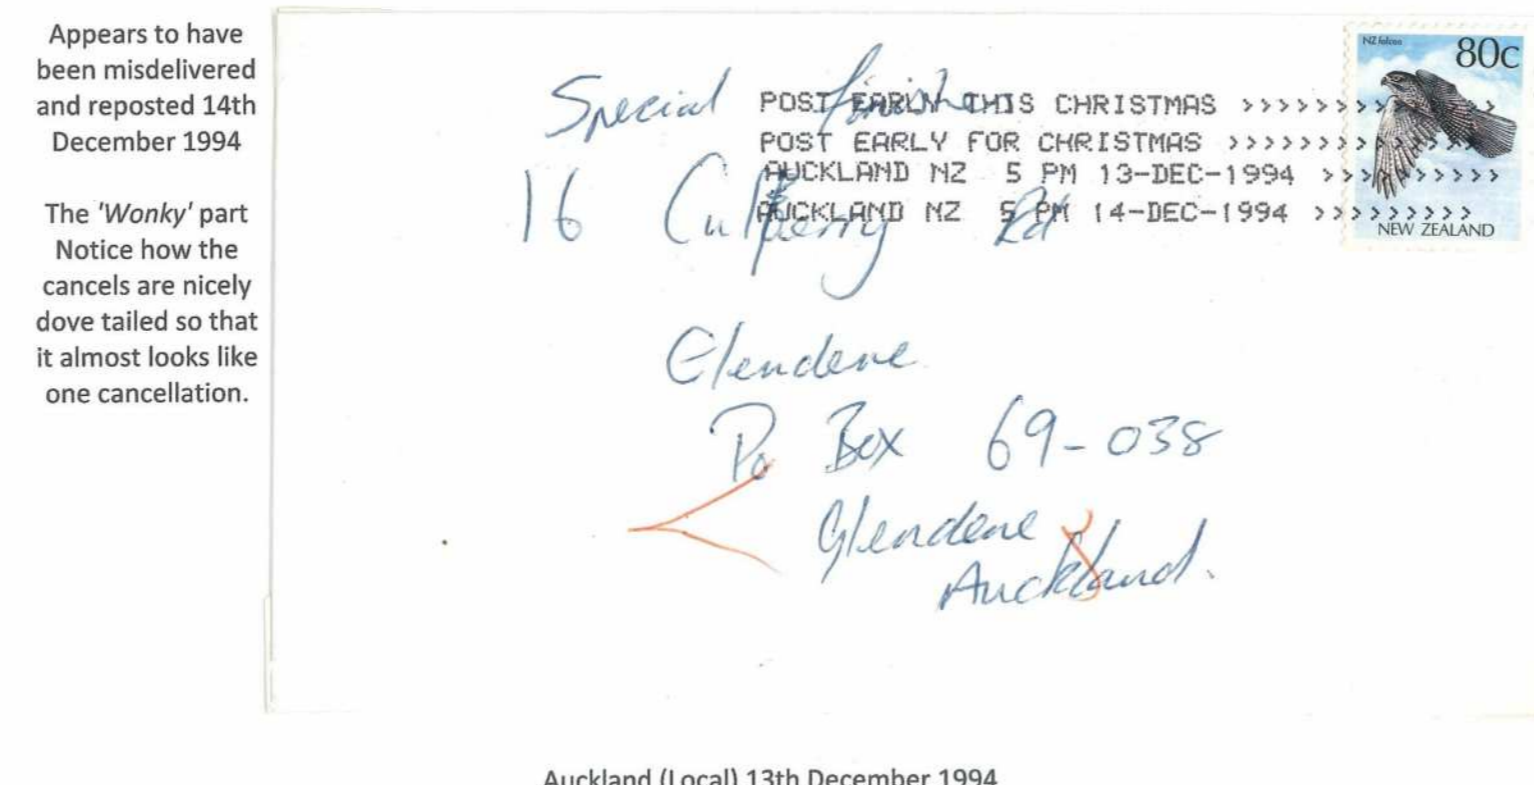 Appears to have
been misdelivered
and reposted 14th
December 1994
The 'Wonky' part
Notice how the
cancels are nicely
dove tailed so that
it almost looks like
one cancellation.
NZ falcon
80c
NEW ZEALAND
POST EARLY THIS CHRISTMAS >>>>>>>>>>>>>>>
POST EARLY FOR CHRISTMAS >>>>>>>>>>>>>>>
AUCKLAND NZ 5 PM 13-DEC-1994 >>>>>>>>>>
AUCKLAND NZ 5 PM 14-DEC-1994 >>>>>>>>>
Special finishers
16 Culperry Rd
Glendene
Po Box 69-038
Glendene
Auckland.
Auckland (Local) 13th December 1994